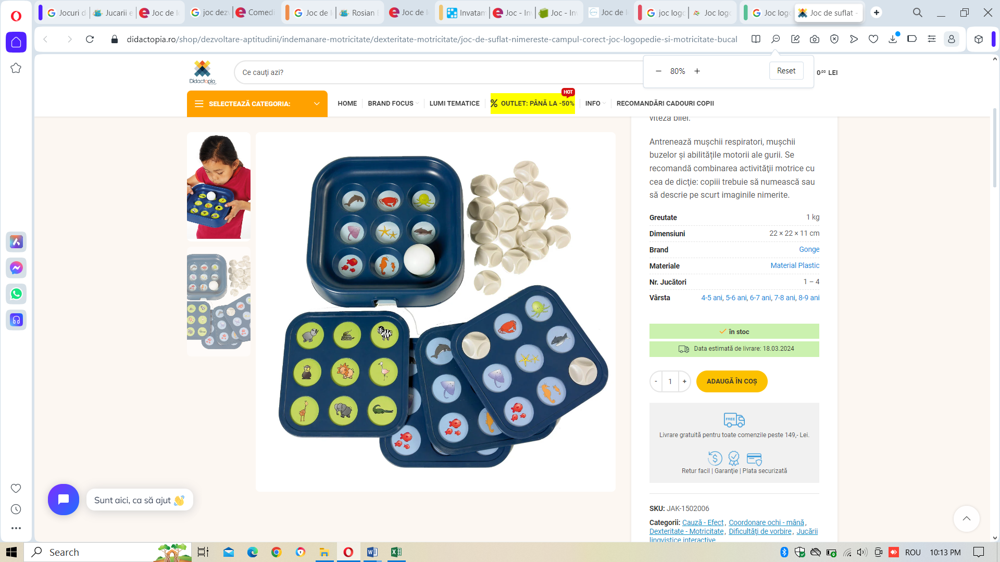 Jocuri d
Jucarii e
Joc de l
joc dezv
Comedi
Joc de l
Rosian F
Joc de l
Invatam
Joc - Inv
Joc - Inv
Joc de l
joc logo
Joc logo
Joc logo
Joc de suflat -
didactopia.ro/shop/dezvoltare-aptitudini/indemanare-motricitate/dexteritate-motricitate/joc-de-suflat-nimereste-campul-corect-joc-logopedie-si-motricitate-bucal
Didactopia
Ce cauți azi?
80%
Reset
0,00 LEI
SELECTEAZĂ CATEGORIA:
HOME
BRAND FOCUS
LUMI TEMATICE
% OUTLET: PÂNĂ LA -50%
HOT
INFO
RECOMANDĂRI CADOURI COPII
viteza bilei.
Antrenează mușchii respiratori, mușchii
buzelor și abilitățile motorii ale gurii. Se
recomandă combinarea activităţii motrice cu
cea de dicţie: copiii trebuie să numească sau
să descrie pe scurt imaginile nimerite.
Greutate 1 kg
Dimensiuni 22 × 22 × 11 cm
Brand Gonge
Materiale Material Plastic
Nr. Jucători 1 – 4
Vârsta 4-5 ani, 5-6 ani, 6-7 ani, 7-8 ani, 8-9 ani
în stoc
Data estimată de livrare: 18.03.2024
- 1 +
ADAUGĂ ÎN COȘ
FREE
Livrare gratuită pentru toate comenzile peste 149,- Lei.
Retur facil | Garanţie | Plata securizată
SKU: JAK-1502006
Categorii: Cauză - Efect, Coordonare ochi - mână,
Dexteritate - Motricitate, Dificultăţi de vorbire, Jucării
lingvistice interactive
Sunt aici, ca să ajut 👋
Search
ROU
10:13 PM